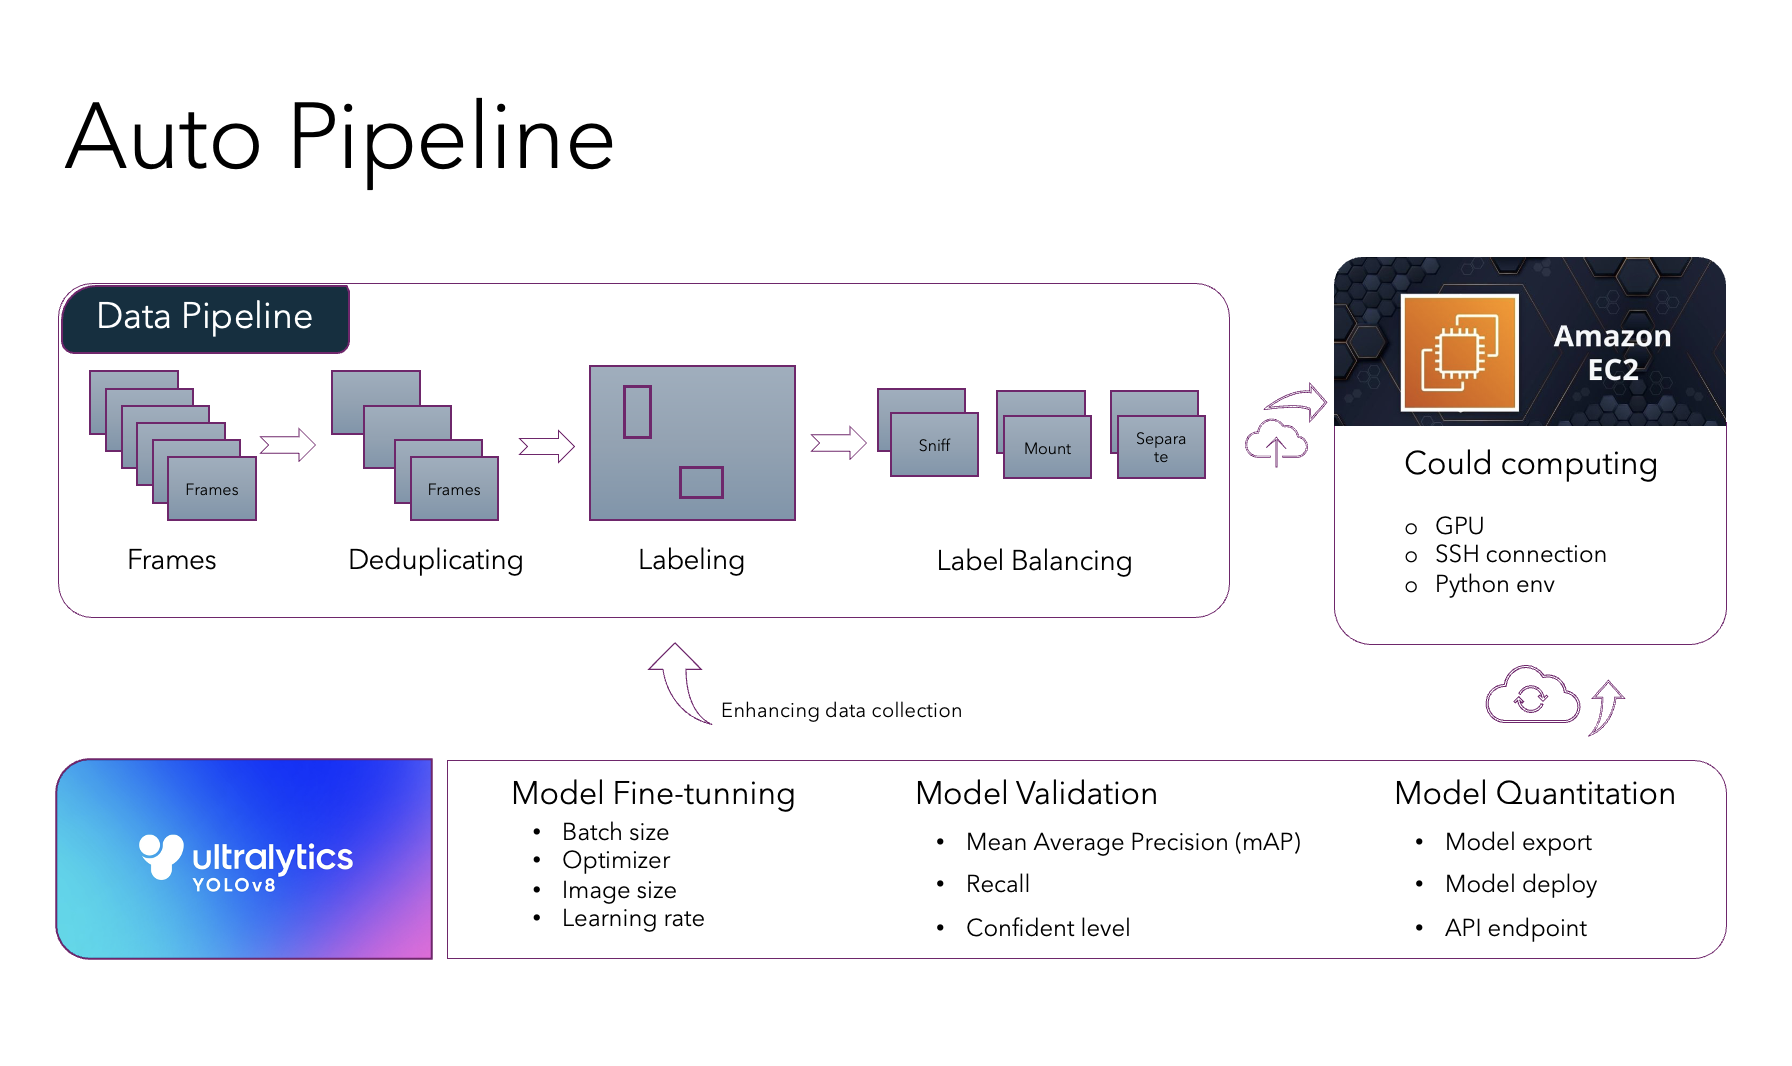 Auto Pipeline
Data Pipeline
Frames
Frames
Sniff
Mount
Separa
te
Frames
Deduplicating
Labeling
Label Balancing
Amazon
EC2
Could computing
GPU
SSH connection
Python env
Enhancing data collection
ultralytics
YOLOv8
Model Fine-tunning
Batch size
Optimizer
Image size
Learning rate
Model Validation
Mean Average Precision (mAP)
Recall
Confident level
Model Quantitation
Model export
Model deploy
API endpoint